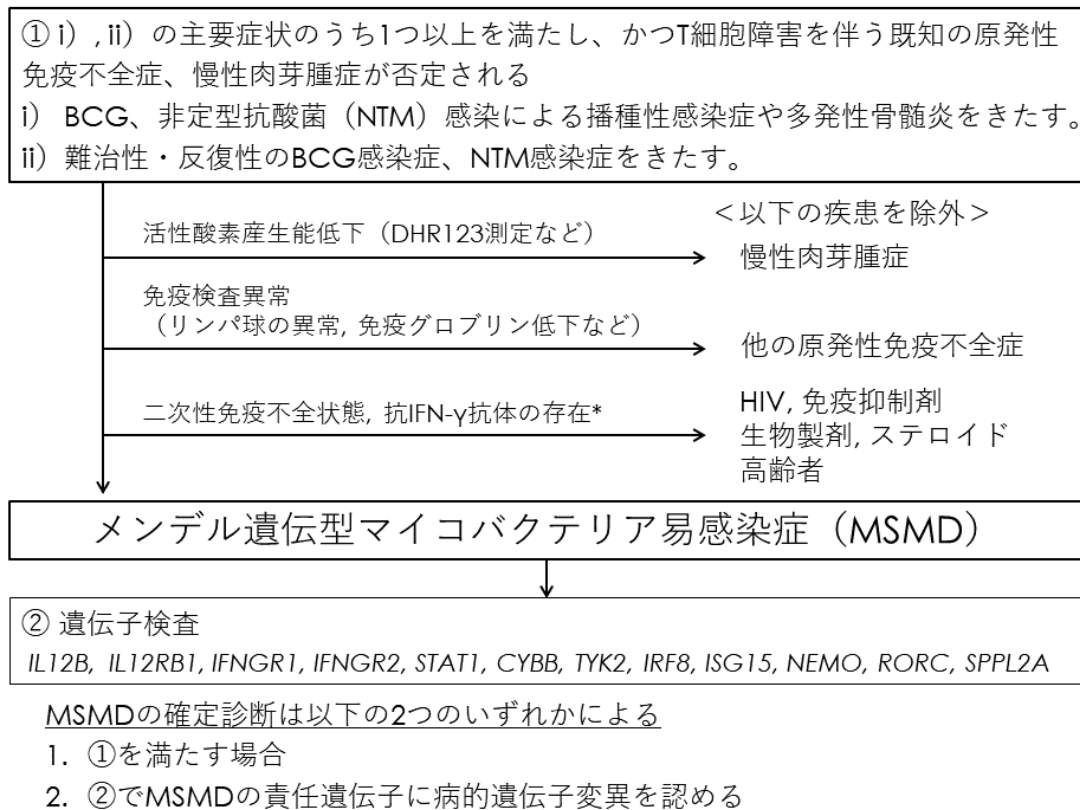 ① i）, ii）の主要症状のうち1つ以上を満たし、かつT細胞障害を伴う既知の原発性
免疫不全症、慢性肉芽腫症が否定される
i） BCG、非定型抗酸菌（NTM）感染による播種性感染症や多発性骨髄炎をきたす。
ii）難治性・反復性のBCG感染症、NTM感染症をきたす。
＜以下の疾患を除外＞
活性酸素産生能低下（DHR123測定など）
慢性肉芽腫症
免疫検査異常
（リンパ球の異常, 免疫グロブリン低下など）
他の原発性免疫不全症
二次性免疫不全状態, 抗IFN-γ抗体の存在*
HIV, 免疫抑制剤
生物製剤, ステロイド
高齢者
メンデル遺伝型マイコバクテリア易感染症（MSMD）
② 遺伝子検査
IL12B, IL12RB1, IFNGR1, IFNGR2, STAT1, CYBB, TYK2, IRF8, ISG15, NEMO, RORC, SPPL2A
MSMDの確定診断は以下の2つのいずれかによる
1. ①を満たす場合
2. ②でMSMDの責任遺伝子に病的遺伝子変異を認める